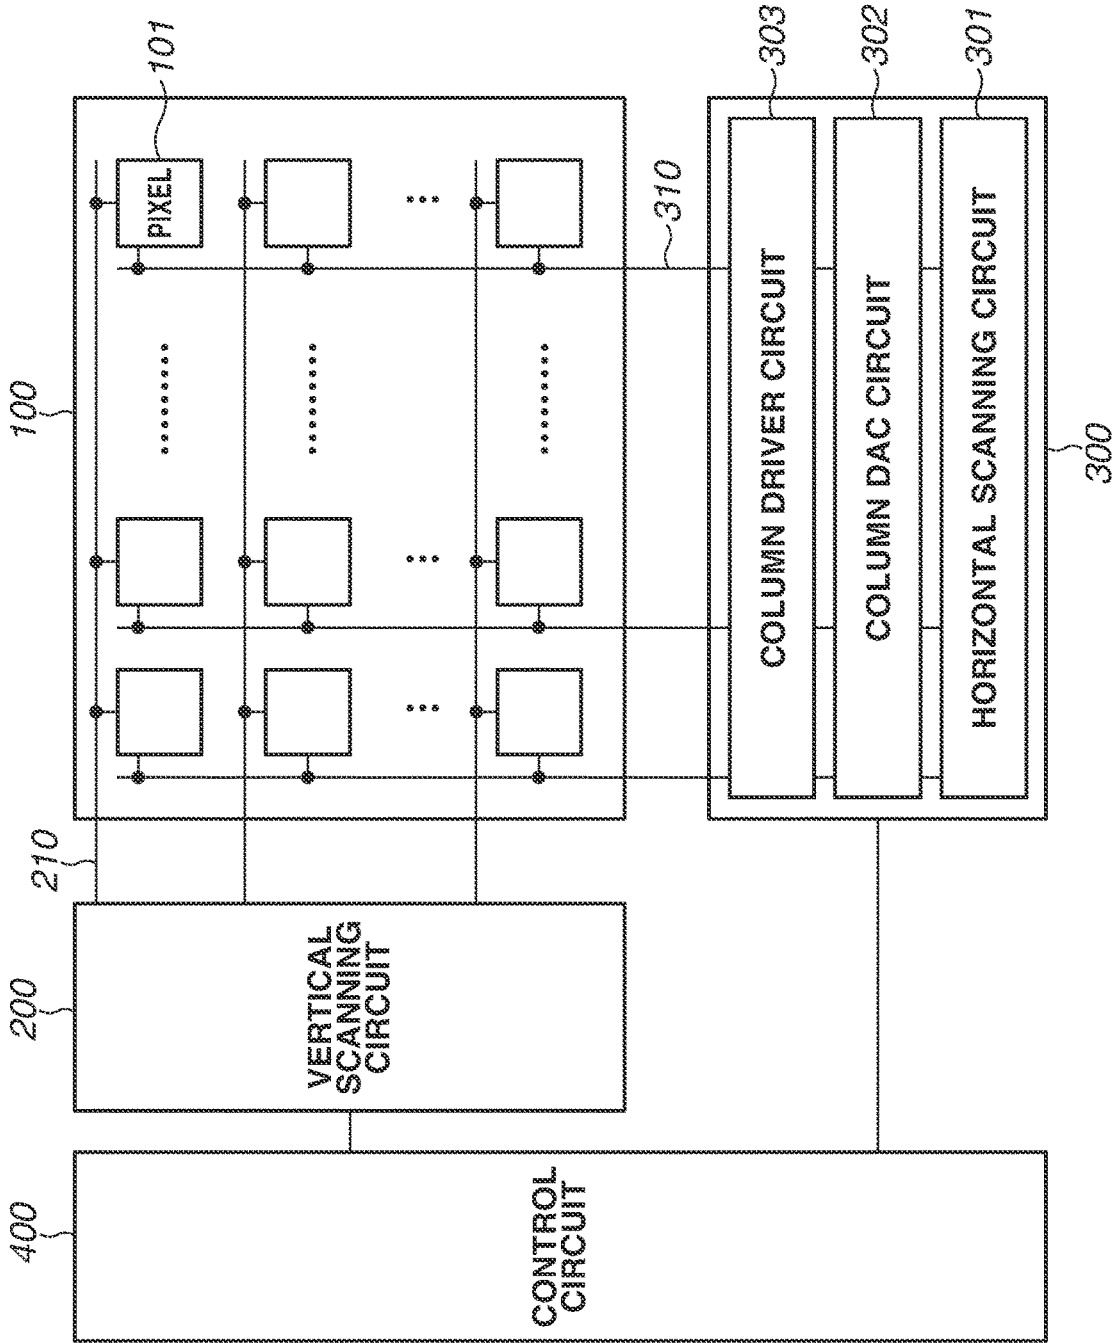 400
CONTROL
CIRCUIT
200
VERTICAL
SCANNING
CIRCUIT
210
100
PIXEL
101
310
COLUMN DRIVER CIRCUIT
303
COLUMN DAC CIRCUIT
302
HORIZONTAL SCANNING CIRCUIT
301
300